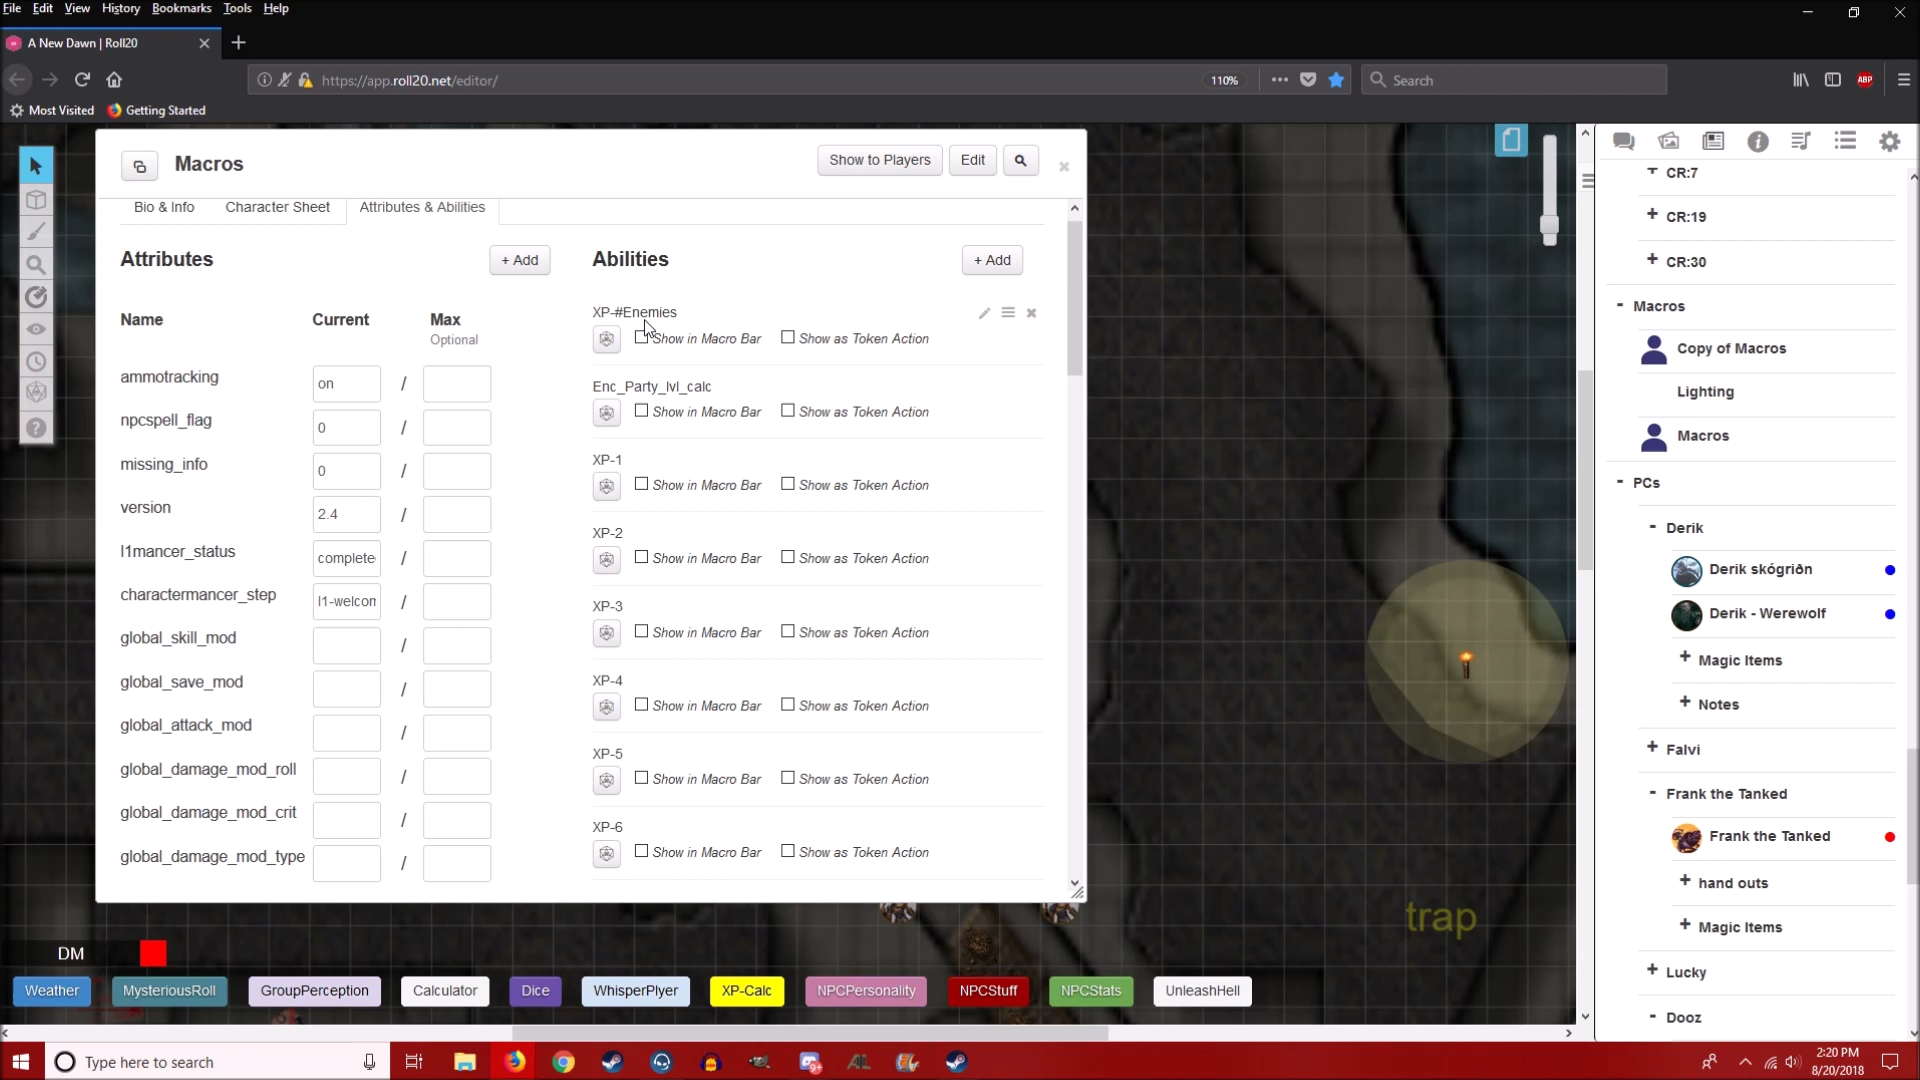 File Edit View History Bookmarks Tools Help
A New Dawn | Roll20
https://app.roll20.net/editor/
110%
Search
ABP
Most Visited Getting Started
Macros
Show to Players Edit
Bio & Info Character Sheet Attributes & Abilities
Attributes + Add
Name Current Max
Optional
ammotracking on /
npcspell_flag 0 /
missing_info 0 /
version 2.4 /
l1mancer_status complete /
charactermancer_step l1-welcon /
global_skill_mod /
global_save_mod /
global_attack_mod /
global_damage_mod_roll /
global_damage_mod_crit /
global_damage_mod_type /
Abilities + Add
XP-#Enemies
Show in Macro Bar Show as Token Action
Enc_Party_lvl_calc
Show in Macro Bar Show as Token Action
XP-1
Show in Macro Bar Show as Token Action
XP-2
Show in Macro Bar Show as Token Action
XP-3
Show in Macro Bar Show as Token Action
XP-4
Show in Macro Bar Show as Token Action
XP-5
Show in Macro Bar Show as Token Action
XP-6
Show in Macro Bar Show as Token Action
+ CR:7
+ CR:19
+ CR:30
- Macros
Copy of Macros
Lighting
Macros
- PCs
- Derik
Derik skógriðn
Derik - Werewolf
+ Magic Items
+ Notes
+ Falvi
- Frank the Tanked
Frank the Tanked
+ hand outs
+ Magic Items
+ Lucky
- Dooz
trap
DM
Weather MysteriousRoll GroupPerception Calculator Dice WhisperPlyer XP-Calc NPCPersonality NPCStuff NPCStats UnleashHell
Type here to search
9+
AL
2:20 PM
8/20/2018